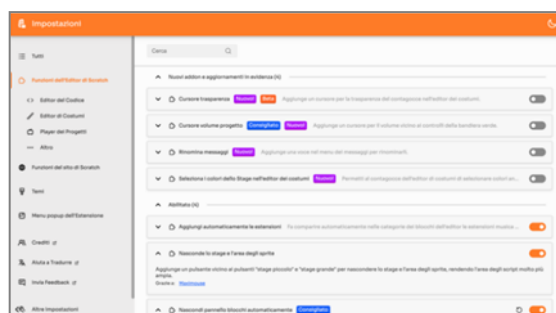 Impostazioni
Tutti
Funzioni dell'Editor di Scratch
Editor del Codice
Editor di Costumi
Player dei Progetti
Altro
Funzioni del sito di Scratch
Temi
Menu popup dell'Estensione
Crediti
Aiuta a Tradurre
Invia Feedback
Altre Impostazioni
Cerca
Nuovi addon e aggiornamenti in evidenza (4)
Cursore trasparenza Nuovo! Beta Aggiunge un cursore per la trasparenza del contagocce nell'editor dei costumi.
Cursore volume progetto Consigliato Nuovo! Aggiunge un cursore per il volume vicino ai controlli della bandiera verde.
Rinomina messaggi Nuovo! Aggiunge una voce nel menu dei messaggi per rinominarli.
Seleziona i colori dello Stage nell'editor dei costumi Nuovo! Permetti al contagocce dell'editor di costumi di selezionare colori an...
Abilitato (4)
Aggiungi automaticamente le estensioni Fa comparire automaticamente nelle categorie dei blocchi dell'editor le estensioni musica ...
Nascondi lo stage e l'area degli sprite
Aggiunge un pulsante vicino ai pulsanti "stage piccolo" e "stage grande" per nascondere lo stage e l'area degli sprite, rendendo l'area degli script molto più
ampia.
Grazie a: Maximouse
Nascondi pannello blocchi automaticamente Consigliato